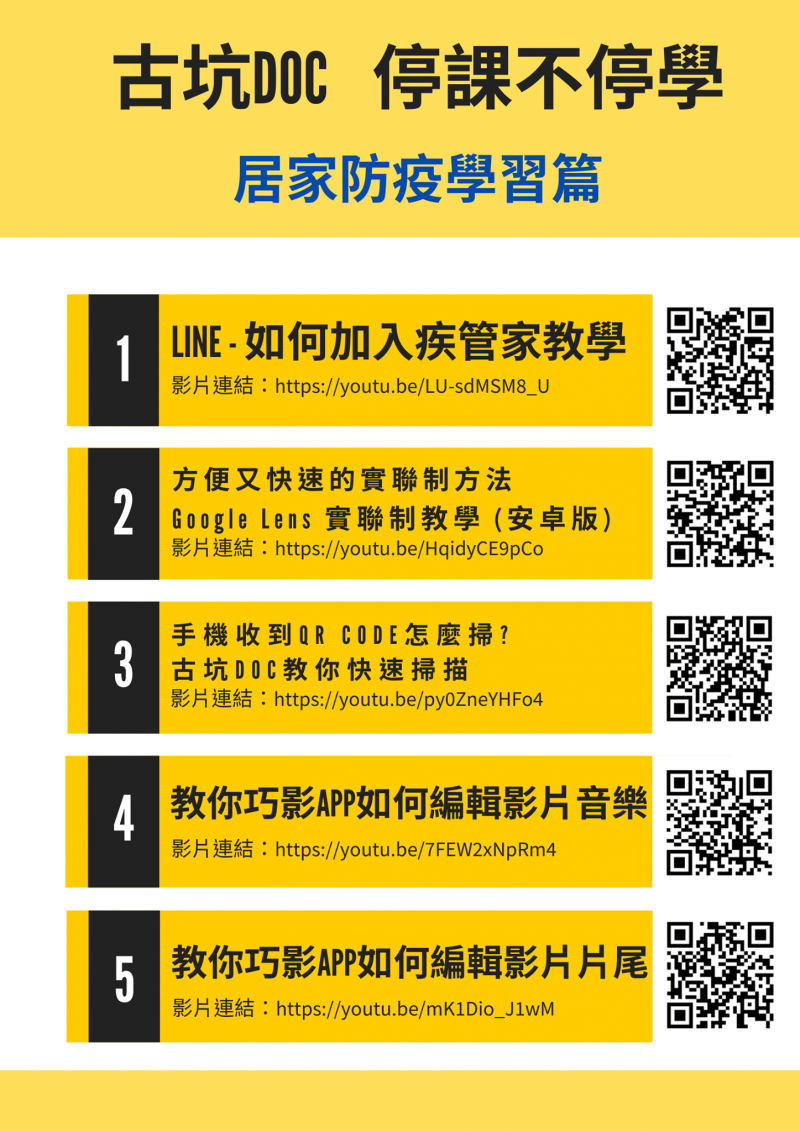 古坑DOC 停課不停學
居家防疫學習篇
1
LINE - 如何加入疾管家教學
影片連結：https://youtu.be/LU-sdMSM8_U
2
方便又快速的實聯制方法
Google Lens 實聯制教學 (安卓版)
影片連結：https://youtu.be/HqidyCE9pCo
3
手機收到QR CODE怎麼掃?
古坑DOC教你快速掃描
影片連結：https://youtu.be/py0ZneYHFo4
4
教你巧影APP如何編輯影片音樂
影片連結：https://youtu.be/7FEW2xNpRm4
5
教你巧影APP如何編輯影片片尾
影片連結：https://youtu.be/mK1Dio_J1wM